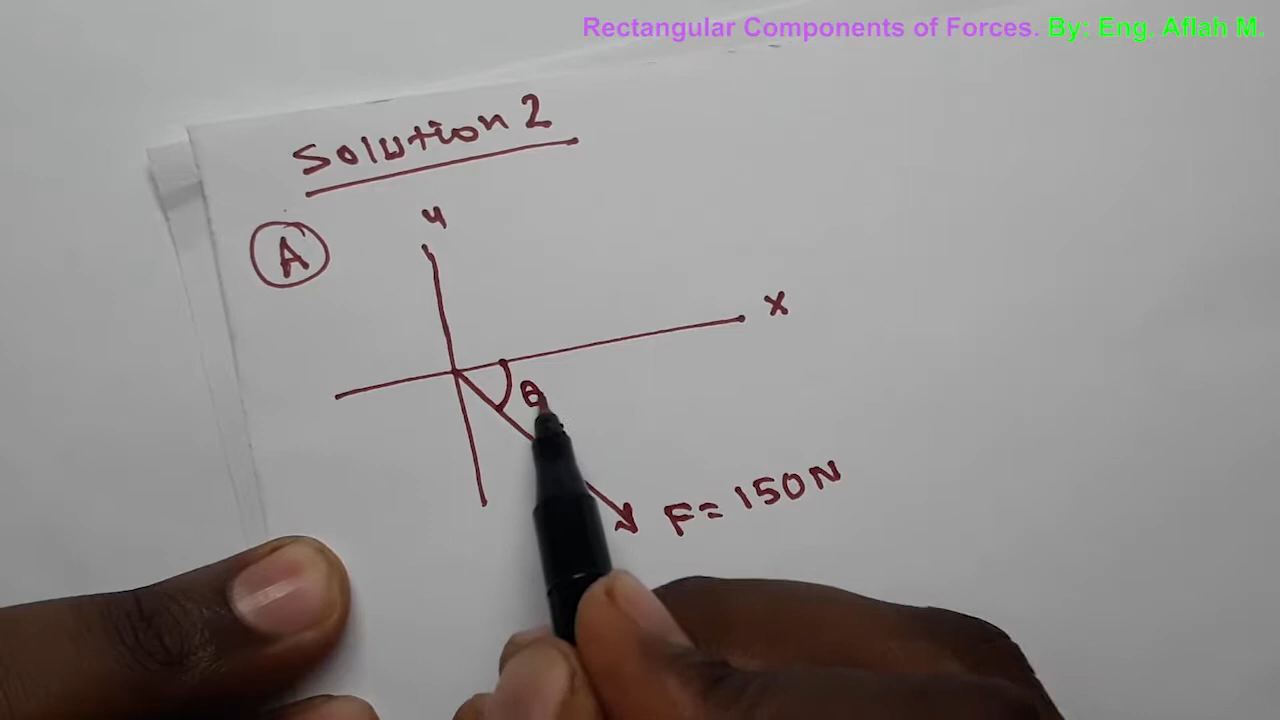 Rectangular Components of Forces. By: Eng. Aflah M.
Solution 2
A
y
x
θ
F = 150N